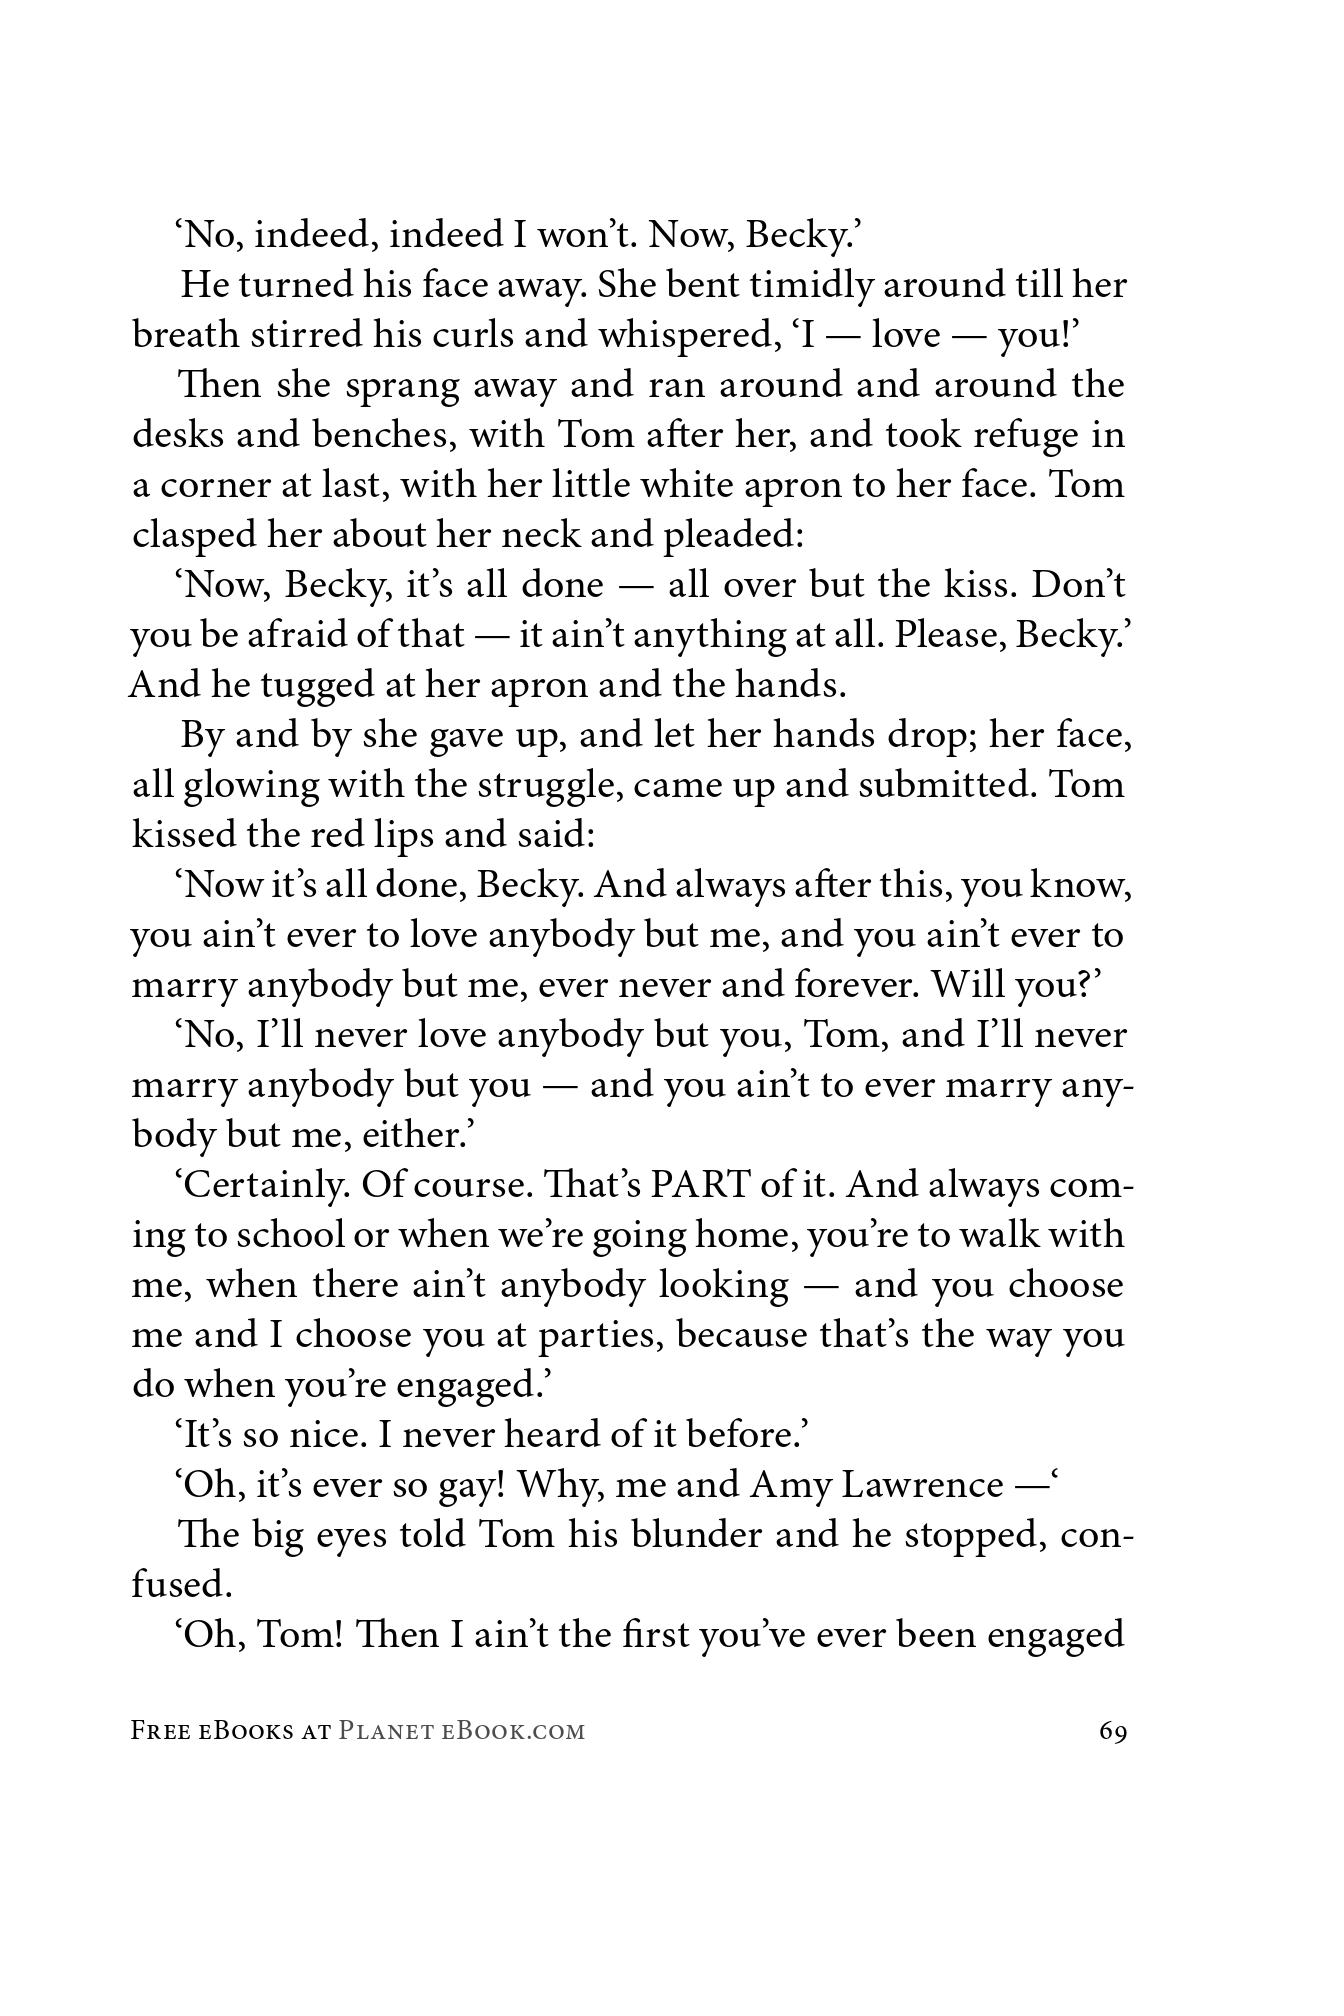 ‘No, indeed, indeed I won’t. Now, Becky.’
He turned his face away. She bent timidly around till her
breath stirred his curls and whispered, ‘I — love — you!’
Then she sprang away and ran around and around the
desks and benches, with Tom after her, and took refuge in
a corner at last, with her little white apron to her face. Tom
clasped her about her neck and pleaded:
‘Now, Becky, it’s all done — all over but the kiss. Don’t
you be afraid of that — it ain’t anything at all. Please, Becky.’
And he tugged at her apron and the hands.
By and by she gave up, and let her hands drop; her face,
all glowing with the struggle, came up and submitted. Tom
kissed the red lips and said:
‘Now it’s all done, Becky. And always after this, you know,
you ain’t ever to love anybody but me, and you ain’t ever to
marry anybody but me, ever never and forever. Will you?’
‘No, I’ll never love anybody but you, Tom, and I’ll never
marry anybody but you — and you ain’t to ever marry any-
body but me, either.’
‘Certainly. Of course. That’s PART of it. And always com-
ing to school or when we’re going home, you’re to walk with
me, when there ain’t anybody looking — and you choose
me and I choose you at parties, because that’s the way you
do when you’re engaged.’
‘It’s so nice. I never heard of it before.’
‘Oh, it’s ever so gay! Why, me and Amy Lawrence —‘
The big eyes told Tom his blunder and he stopped, con-
fused.
‘Oh, Tom! Then I ain’t the first you’ve ever been engaged
Free eBooks at Planet eBook.com 69